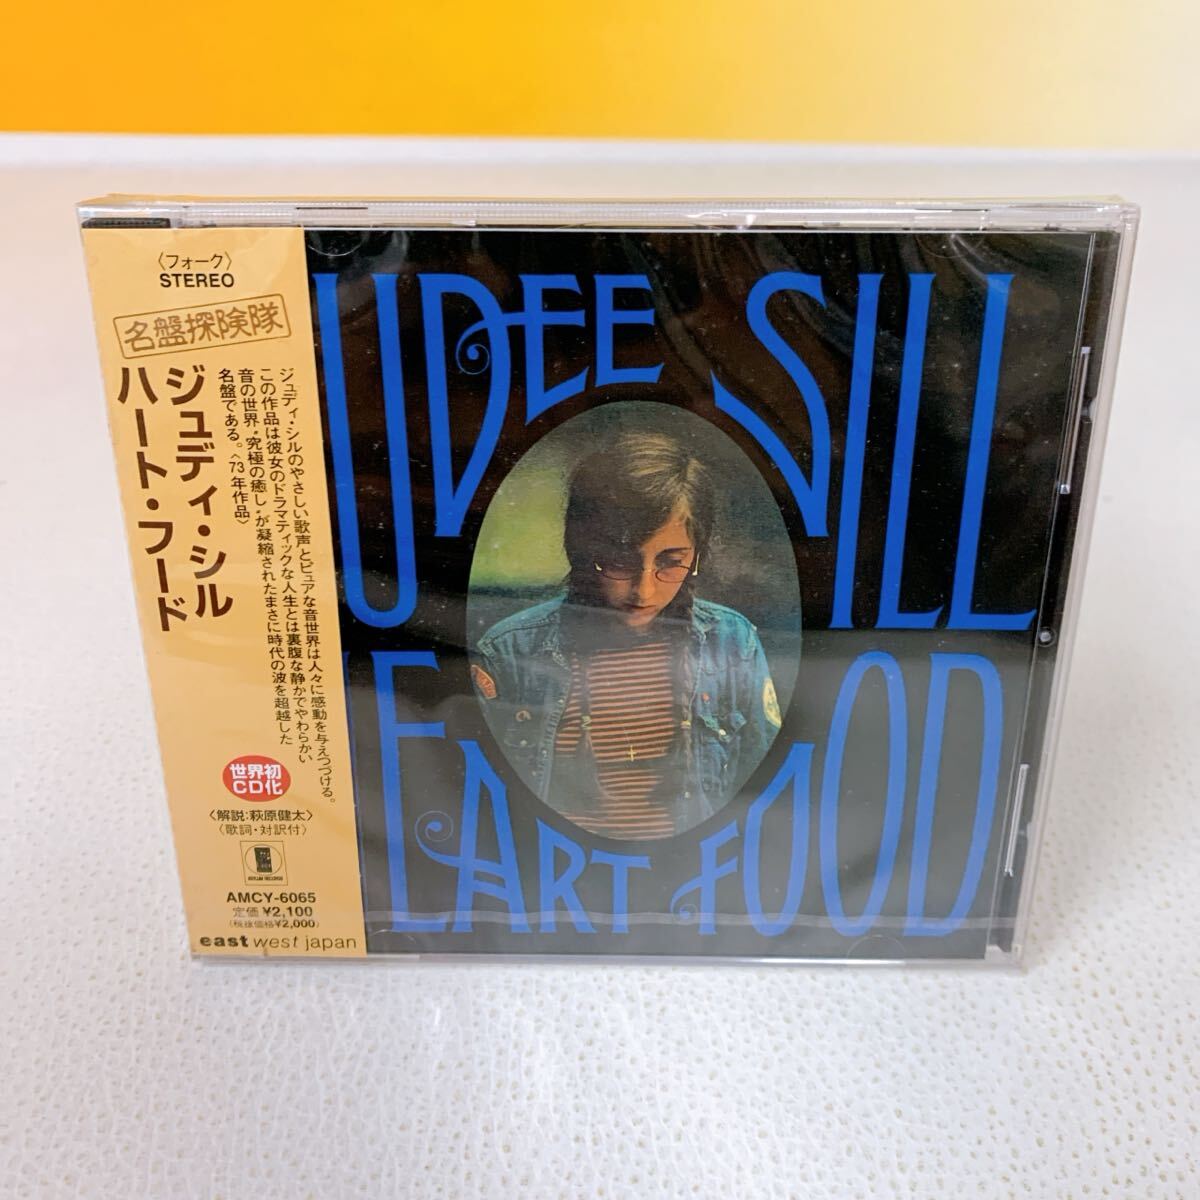 〈フォーク〉
STEREO
名盤探険隊
ジュディ・シル
ハート・フード
ジュディ・シルのやさしい歌声とピュアな音世界は人々に感動を与えつづける。
この作品は彼女のドラマティックな人生とは裏腹な静かでやわらかい
音の世界“究極の癒し”が凝縮されたまさに時代の波を超越した
名盤である。〈73年作品〉
世界初
CD化
〈解説:萩原健太〉
〈歌詞・対訳付〉
ASYLUM RECORDS
AMCY-6065
定価 ¥2,100
(税抜価格¥2,000)
east west japan
UDEE SILL
EART FOOD